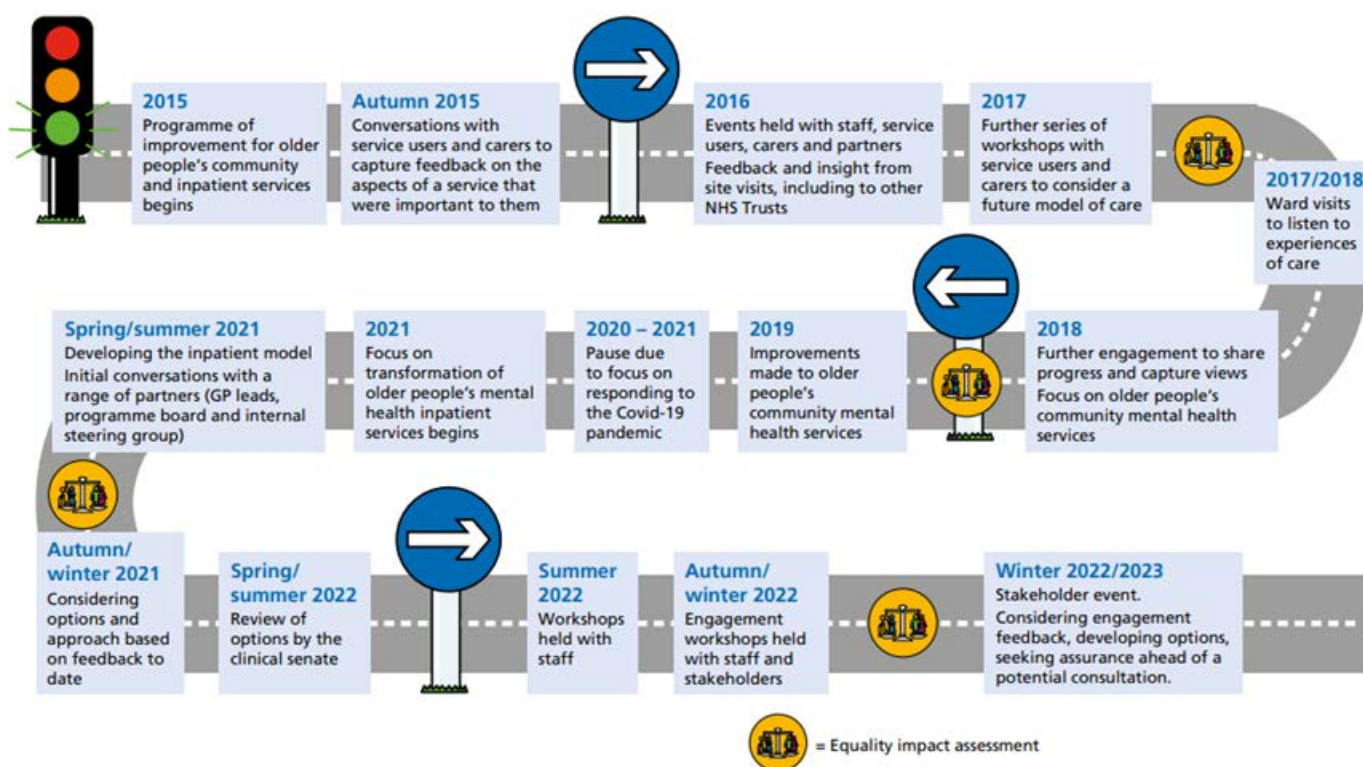 2015
Programme of
improvement for older
people's community
and inpatient services
begins
Autumn 2015
Conversations with
service users and carers to
capture feedback on the
aspects of a service that
were important to them
2016
Events held with staff, service
users, carers and partners
Feedback and insight from
site visits, including to other
NHS Trusts
2017
Further series of
workshops with
service users and
carers to consider a
future model of care
2017/2018
Ward visits
to listen to
experiences
of care
2018
Further engagement to share
progress and capture views
Focus on older people's
community mental health
services
2019
Improvements
made to older
people's
community mental
health services
2020 – 2021
Pause due
to focus on
responding to
the Covid-19
pandemic
2021
Focus on
transformation of
older people's mental
health inpatient
services begins
Spring/summer 2021
Developing the inpatient model
Initial conversations with a
range of partners (GP leads,
programme board and internal
steering group)
Autumn/
winter 2021
Considering
options and
approach based
on feedback to
date
Spring/
summer 2022
Review of
options by the
clinical senate
Summer
2022
Workshops
held with
staff
Autumn/
winter 2022
Engagement
workshops held
with staff and
stakeholders
Winter 2022/2023
Stakeholder event.
Considering engagement
feedback, developing options,
seeking assurance ahead of a
potential consultation.
= Equality impact assessment